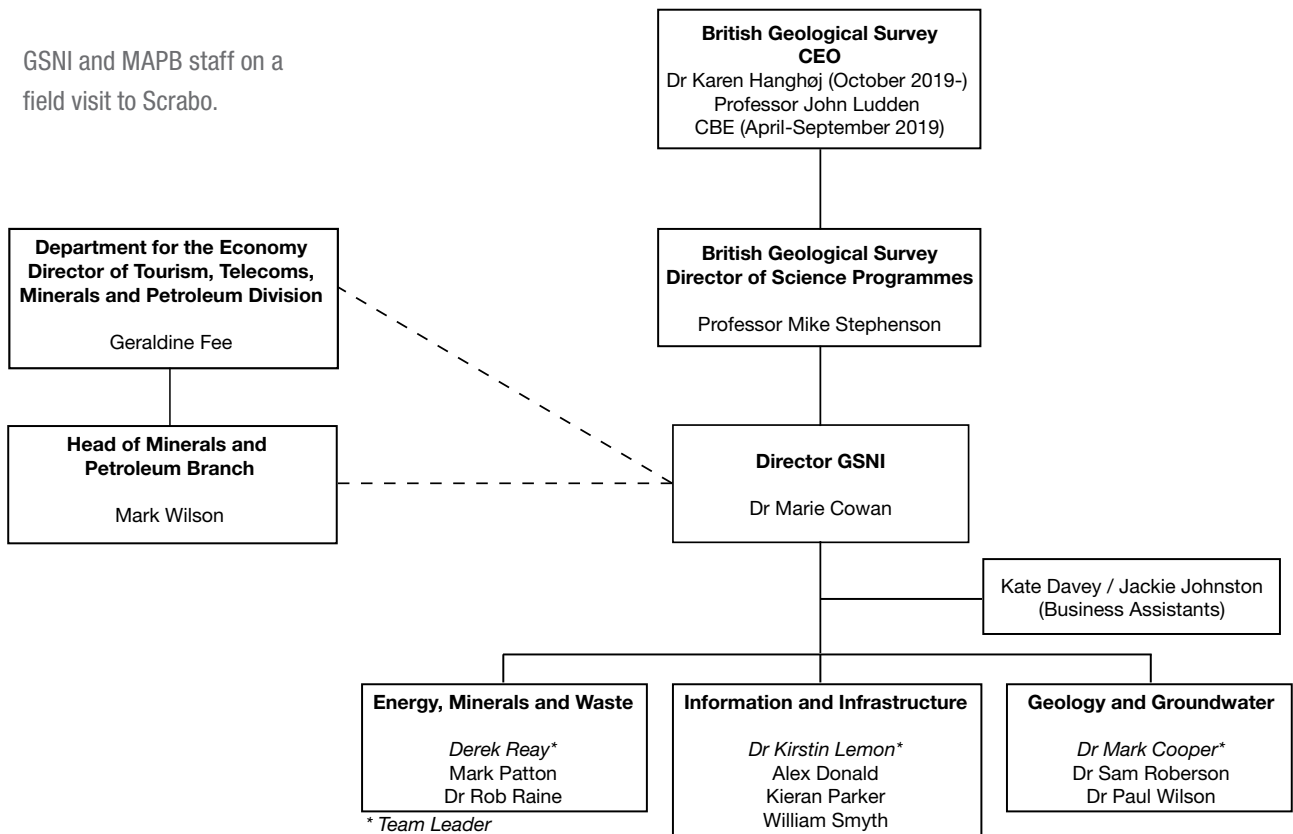 GSNI and MAPB staff on a
field visit to Scrabo.
British Geological Survey
CEO
Dr Karen Hanghøj (October 2019-)
Professor John Ludden
CBE (April-September 2019)
Department for the Economy
Director of Tourism, Telecoms,
Minerals and Petroleum Division
Geraldine Fee
British Geological Survey
Director of Science Programmes
Professor Mike Stephenson
Head of Minerals and
Petroleum Branch
Mark Wilson
Director GSNI
Dr Marie Cowan
Kate Davey / Jackie Johnston
(Business Assistants)
Energy, Minerals and Waste
Derek Reay*
Mark Patton
Dr Rob Raine
* Team Leader
Information and Infrastructure
Dr Kirstin Lemon*
Alex Donald
Kieran Parker
William Smyth
Geology and Groundwater
Dr Mark Cooper*
Dr Sam Roberson
Dr Paul Wilson